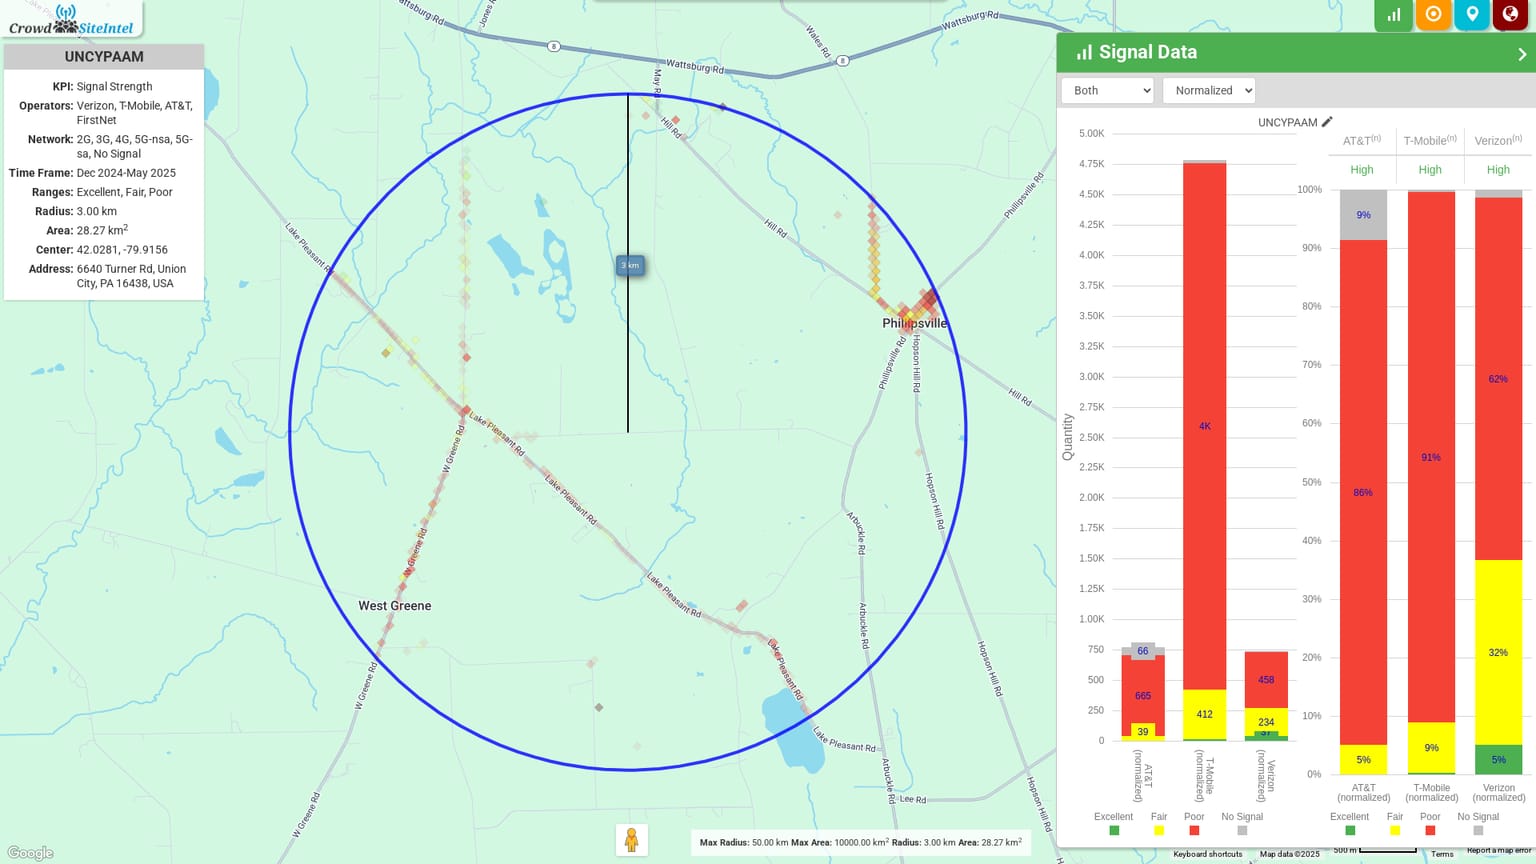 Crowd SiteIntel
UNCYPAAM
KPI: Signal Strength
Operators: Verizon, T-Mobile, AT&T,
FirstNet
Network: 2G, 3G, 4G, 5G-nsa, 5G-
sa, No Signal
Time Frame: Dec 2024-May 2025
Ranges: Excellent, Fair, Poor
Radius: 3.00 km
Area: 28.27 km²
Center: 42.0281, -79.9156
Address: 6640 Turner Rd, Union
City, PA 16438, USA
Wattsburg Rd
Jones R
8
Wattsburg Rd
May Rd
Wales Rd
8
Wattsburg Rd
Hill Rd
Phillipsville Rd
Hill Rd
Lake Pleasant Rd
3 km
Phillipsville
Phillipsville Rd
Hopson Hill Rd
Hill Rd
W Greene Rd
Lake Pleasant Rd
Lake Pleasant Rd
Hopson Hill Rd
Arbuckle Rd
W Greene Rd
Lake Pleasant Rd
West Greene
Arbuckle Rd
Lake Pleasant Rd
Hopson Hill Rd
W Greene Rd
Lake Pleasant Rd
Arbuckle Rd
Lee Rd
Hopson Hill Rd
W Greene Rd
Google
Max Radius: 50.00 km Max Area: 10000.00 km² Radius: 3.00 km Area: 28.27 km²
Signal Data
Both
Normalized
UNCYPAAM
5.00K
4.75K
4.50K
4.25K
4.00K
3.75K
3.50K
3.25K
3.00K
2.75K
2.50K
2.25K
2.00K
1.75K
1.50K
1.25K
1.00K
750
500
250
0
Quantity
66
665
39
4K
412
458
234
37
AT&T
(normalized)
T-Mobile
(normalized)
Verizon
(normalized)
Excellent Fair Poor No Signal
AT&T(n) T-Mobile(n) Verizon(n)
High High High
100%
90%
80%
70%
60%
50%
40%
30%
20%
10%
0%
9%
86%
5%
91%
9%
62%
32%
5%
AT&T
(normalized)
T-Mobile
(normalized)
Verizon
(normalized)
Excellent Fair Poor No Signal
Keyboard shortcuts Map data ©2025 500 m Terms Report a map error